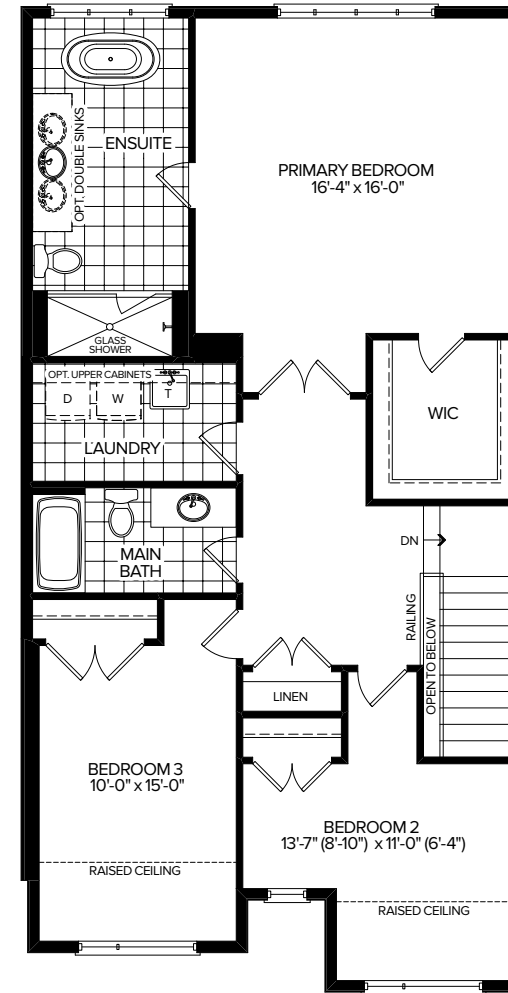 ENSUITE
OPT. DOUBLE SINKS
PRIMARY BEDROOM
16'-4" x 16'-0"
GLASS
SHOWER
OPT. UPPER CABINETS
D
W
T
LAUNDRY
WIC
MAIN
BATH
DN
RAILING
OPEN TO BELOW
LINEN
BEDROOM 3
10'-0" x 15'-0"
RAISED CEILING
BEDROOM 2
13'-7" (8'-10") x 11'-0" (6'-4")
RAISED CEILING